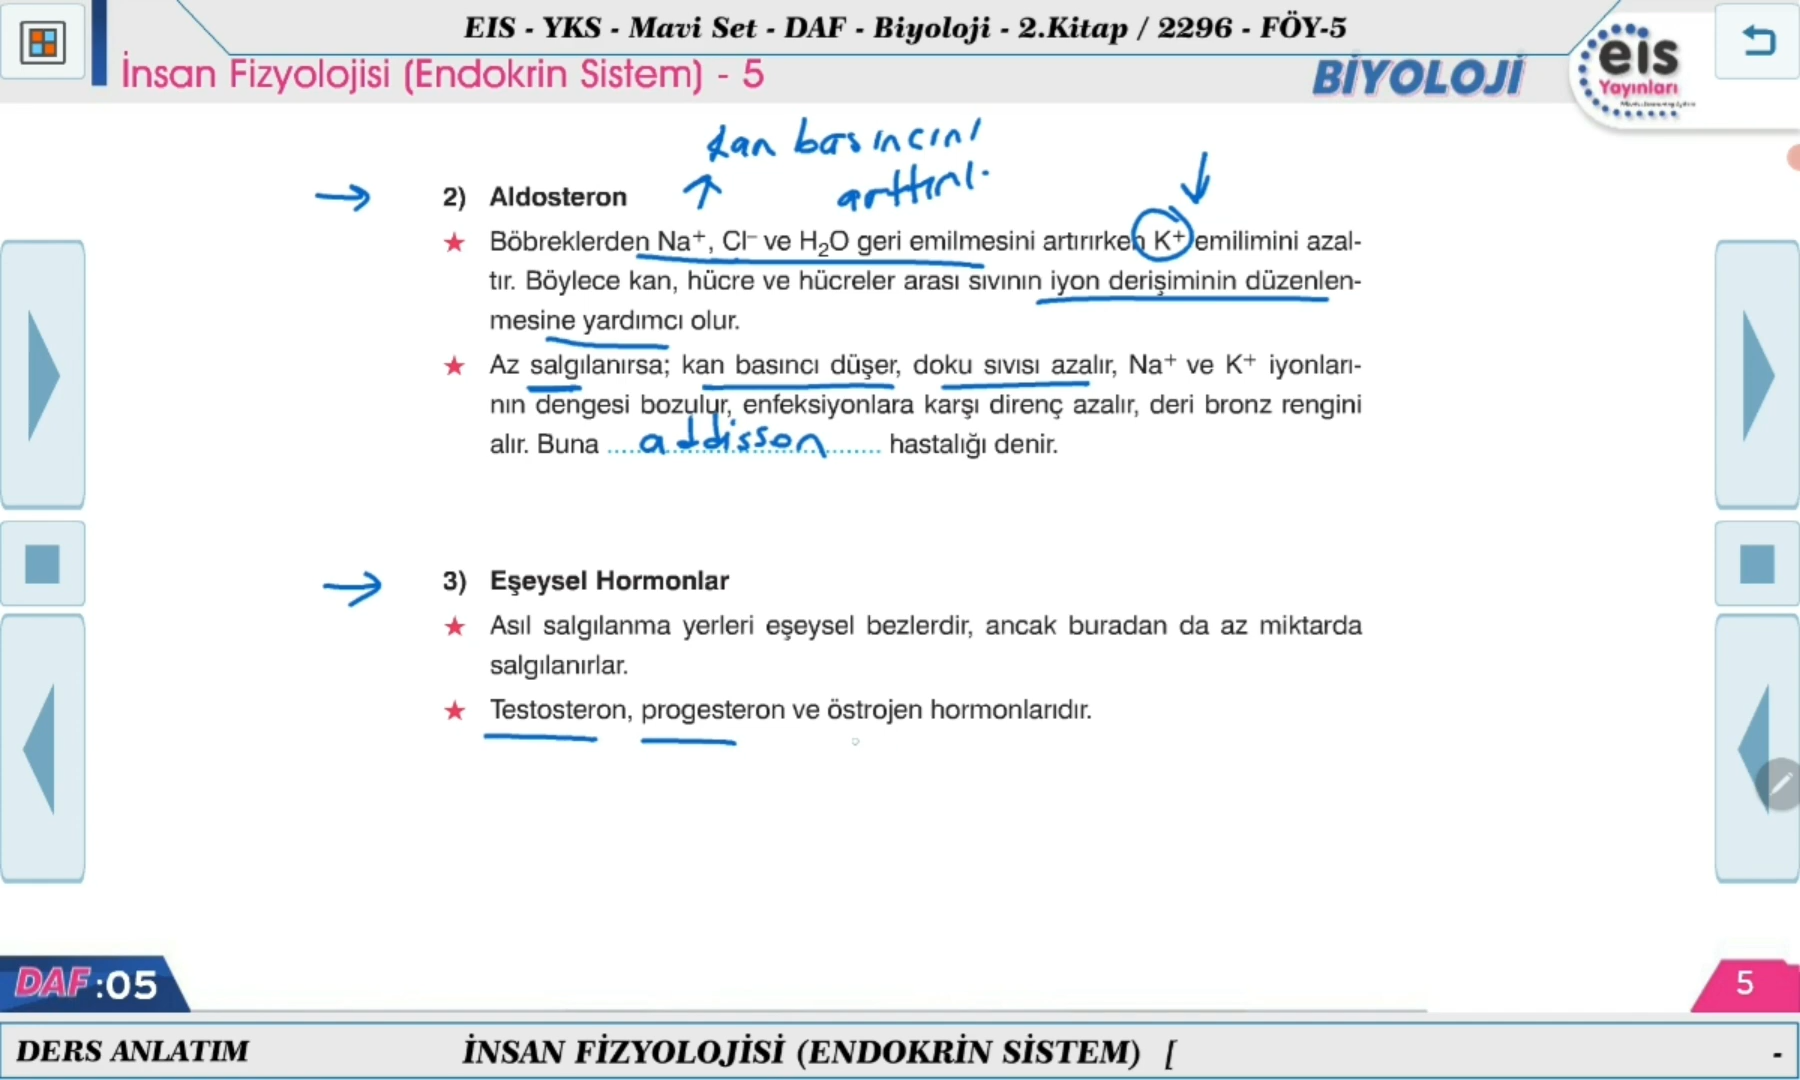 EIS - YKS - Mavi Set - DAF - Biyoloji - 2.Kitap / 2296 - FÖY-5
İnsan Fizyolojisi (Endokrin Sistem) - 5
BİYOLOJİ
eis
Yayınları
kan basıncını
arttırır.
2) Aldosteron
★ Böbreklerden Na⁺, Cl⁻ ve H₂O geri emilmesini artırırken K⁺ emilimini azal-
tır. Böylece kan, hücre ve hücreler arası sıvının iyon derişiminin düzenlen-
mesine yardımcı olur.
★ Az salgılanırsa; kan basıncı düşer, doku sıvısı azalır, Na⁺ ve K⁺ iyonları-
nın dengesi bozulur, enfeksiyonlara karşı direnç azalır, deri bronz rengini
alır. Buna ....addisson...... hastalığı denir.
3) Eşeysel Hormonlar
★ Asıl salgılanma yerleri eşeysel bezlerdir, ancak buradan da az miktarda
salgılanırlar.
★ Testosteron, progesteron ve östrojen hormonlarıdır.
DAF:05
5
DERS ANLATIM
İNSAN FİZYOLOJİSİ (ENDOKRİN SİSTEM) [
-